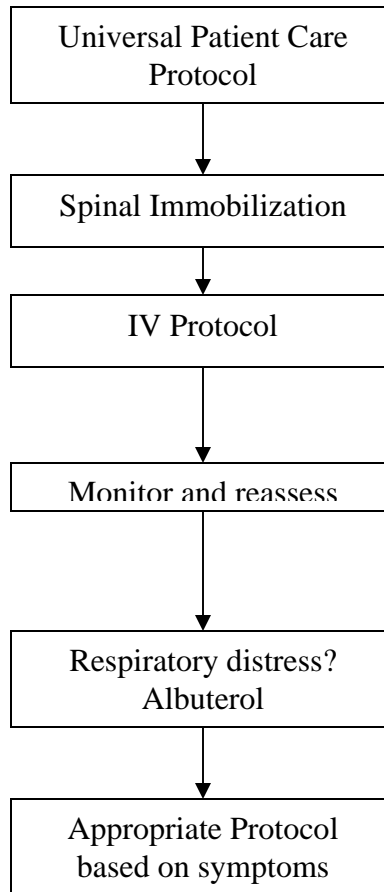 Universal Patient Care
Protocol
Spinal Immobilization
IV Protocol
Monitor and reassess
Respiratory distress?
Albuterol
Appropriate Protocol
based on symptoms